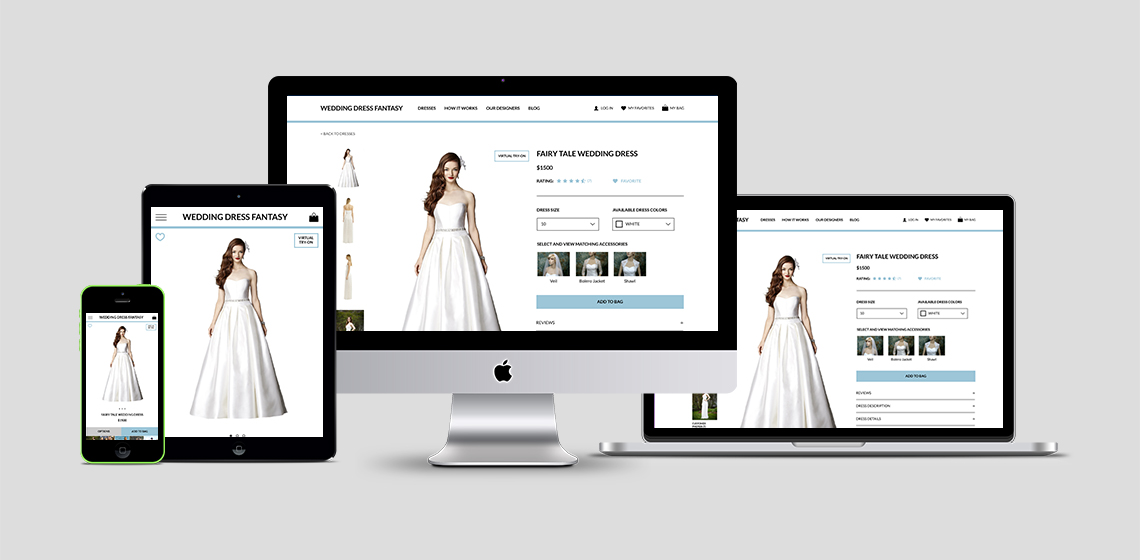 WEDDING DRESS FANTASY
DRESSES HOW IT WORKS OUR DESIGNERS BLOG
LOG IN MY FAVORITES MY BAG
< BACK TO DRESSES
VIRTUAL TRY-ON
FAIRY TALE WEDDING DRESS
$1500
RATING:
FAVORITE
DRESS SIZE AVAILABLE DRESS COLORS
10 WHITE
SELECT AND VIEW MATCHING ACCESSORIES
Veil Bolero Jacket Shawl
ADD TO BAG
REVIEWS +
WEDDING DRESS FANTASY
VIRTUAL
TRY-ON
WEDDING DRESS FANTASY
FAIRY TALE WEDDING DRESS
$1500
OPTIONS ADD TO BAG
TASY DRESSES HOW IT WORKS OUR DESIGNERS BLOG
LOG IN MY FAVORITES MY BAG
VIRTUAL TRY-ON
FAIRY TALE WEDDING DRESS
$1500
RATING:
FAVORITE
DRESS SIZE AVAILABLE DRESS COLORS
10 WHITE
SELECT AND VIEW MATCHING ACCESSORIES
Veil Bolero Jacket Shawl
ADD TO BAG
REVIEWS +
DRESS DESCRIPTION +
DRESS DETAILS +